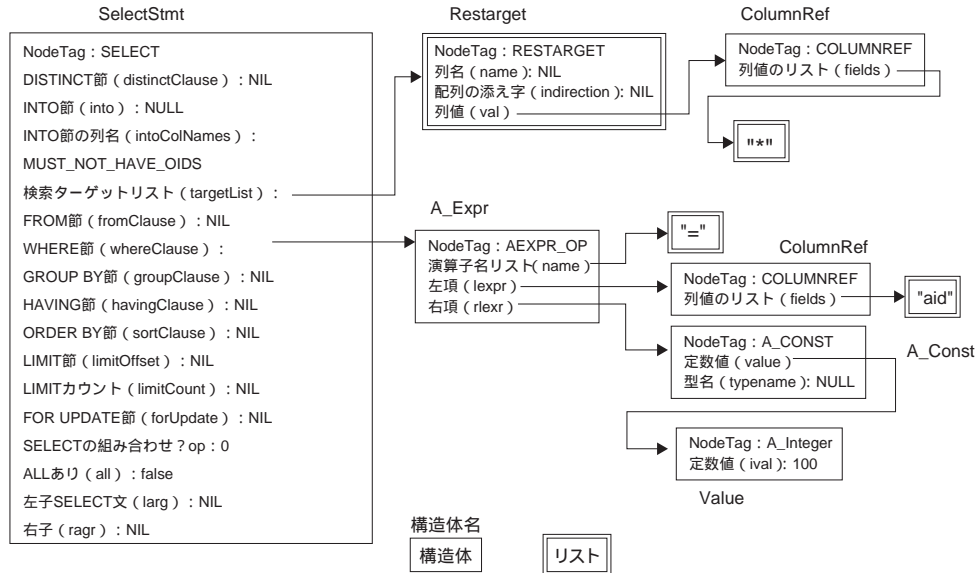 SelectStmt
NodeTag : SELECT
DISTINCT節 ( distinctClause ) : NIL
INTO節 ( into ) : NULL
INTO節の列名 ( intoColNames ) :
MUST_NOT_HAVE_OIDS
検索ターゲットリスト ( targetList ) :
FROM節 ( fromClause ) : NIL
WHERE節 ( whereClause ) :
GROUP BY節 ( groupClause ) : NIL
HAVING節 ( havingClause ) : NIL
ORDER BY節 ( sortClause ) : NIL
LIMIT節 ( limitOffset ) : NIL
LIMITカウント ( limitCount ) : NIL
FOR UPDATE節 ( forUpdate ) : NIL
SELECTの組み合わせ ? op : 0
ALLあり ( all ) : false
左子SELECT文 ( larg ) : NIL
右子 ( ragr ) : NIL
Restarget
NodeTag : RESTARGET
列名 ( name ): NIL
配列の添え字 ( indirection ): NIL
列値 ( val )
ColumnRef
NodeTag : COLUMNREF
列値のリスト ( fields )
"*"
A_Expr
NodeTag : AEXPR_OP
演算子名リスト( name )
左項 ( lexpr )
右項 ( rlexr )
"="
ColumnRef
NodeTag : COLUMNREF
列値のリスト ( fields )
"aid"
NodeTag : A_CONST
定数値 ( value )
型名 ( typename ): NULL
A_Const
NodeTag : A_Integer
定数値 ( ival ): 100
Value
構造体名
構造体
リスト